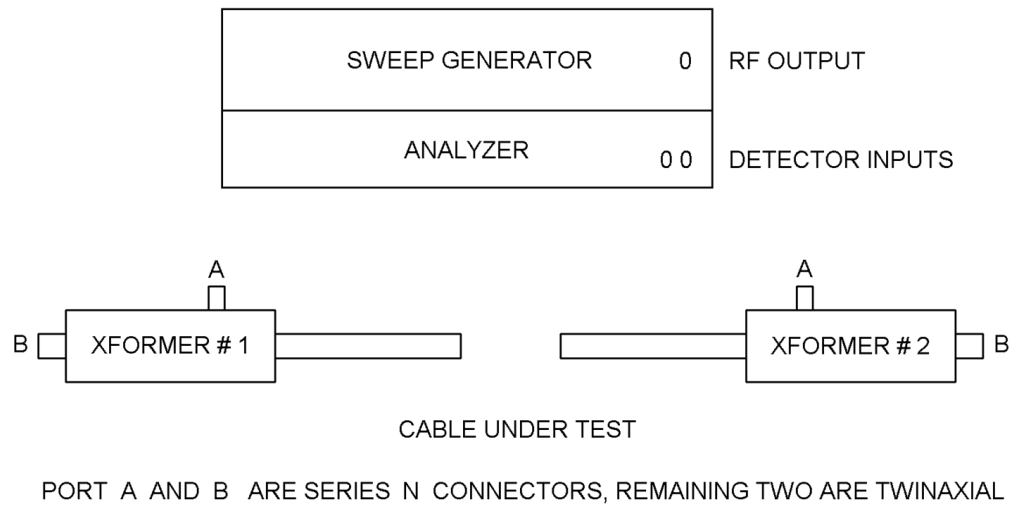 SWEEP GENERATOR 0 RF OUTPUT
ANALYZER 0 0 DETECTOR INPUTS
A A
B XFORMER # 1 XFORMER # 2 B
CABLE UNDER TEST
PORT A AND B ARE SERIES N CONNECTORS, REMAINING TWO ARE TWINAXIAL